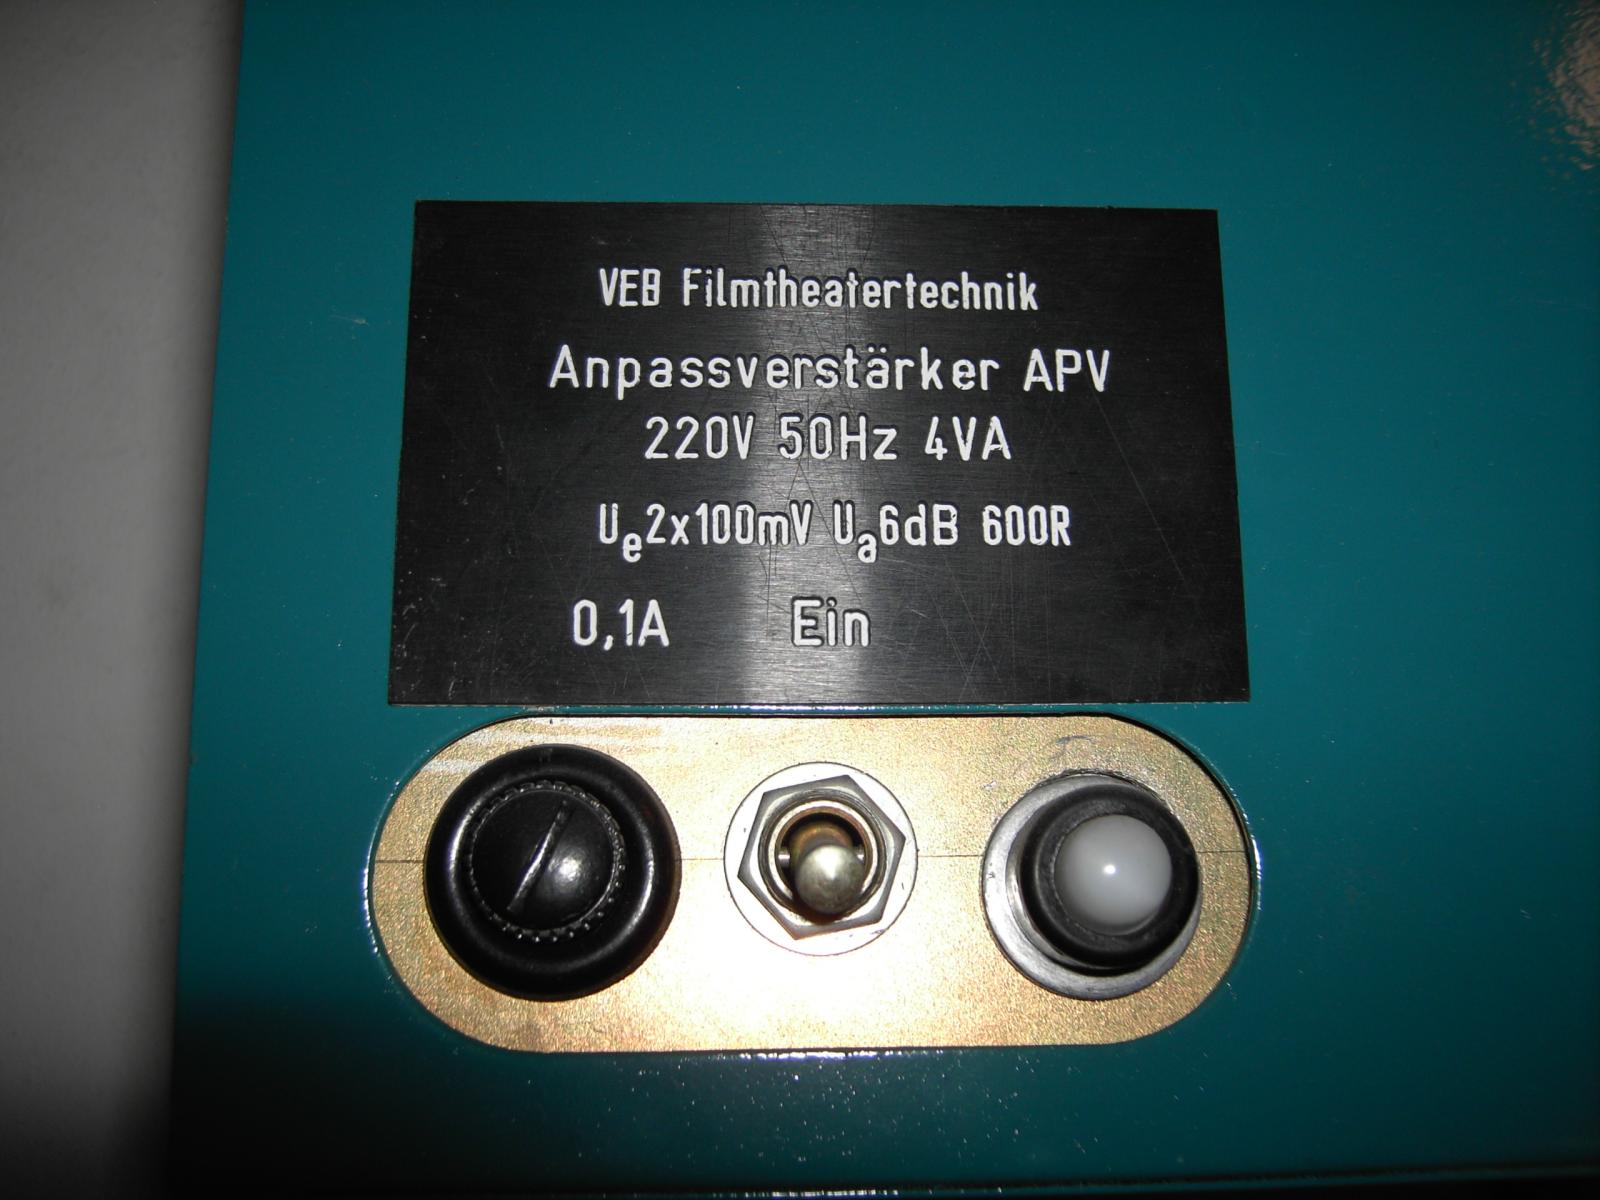 VEB Filmtheatertechnik
Anpassverstärker APV
220V 50Hz 4VA
Ue2x100mV Ua6dB 600R
0,1A Ein